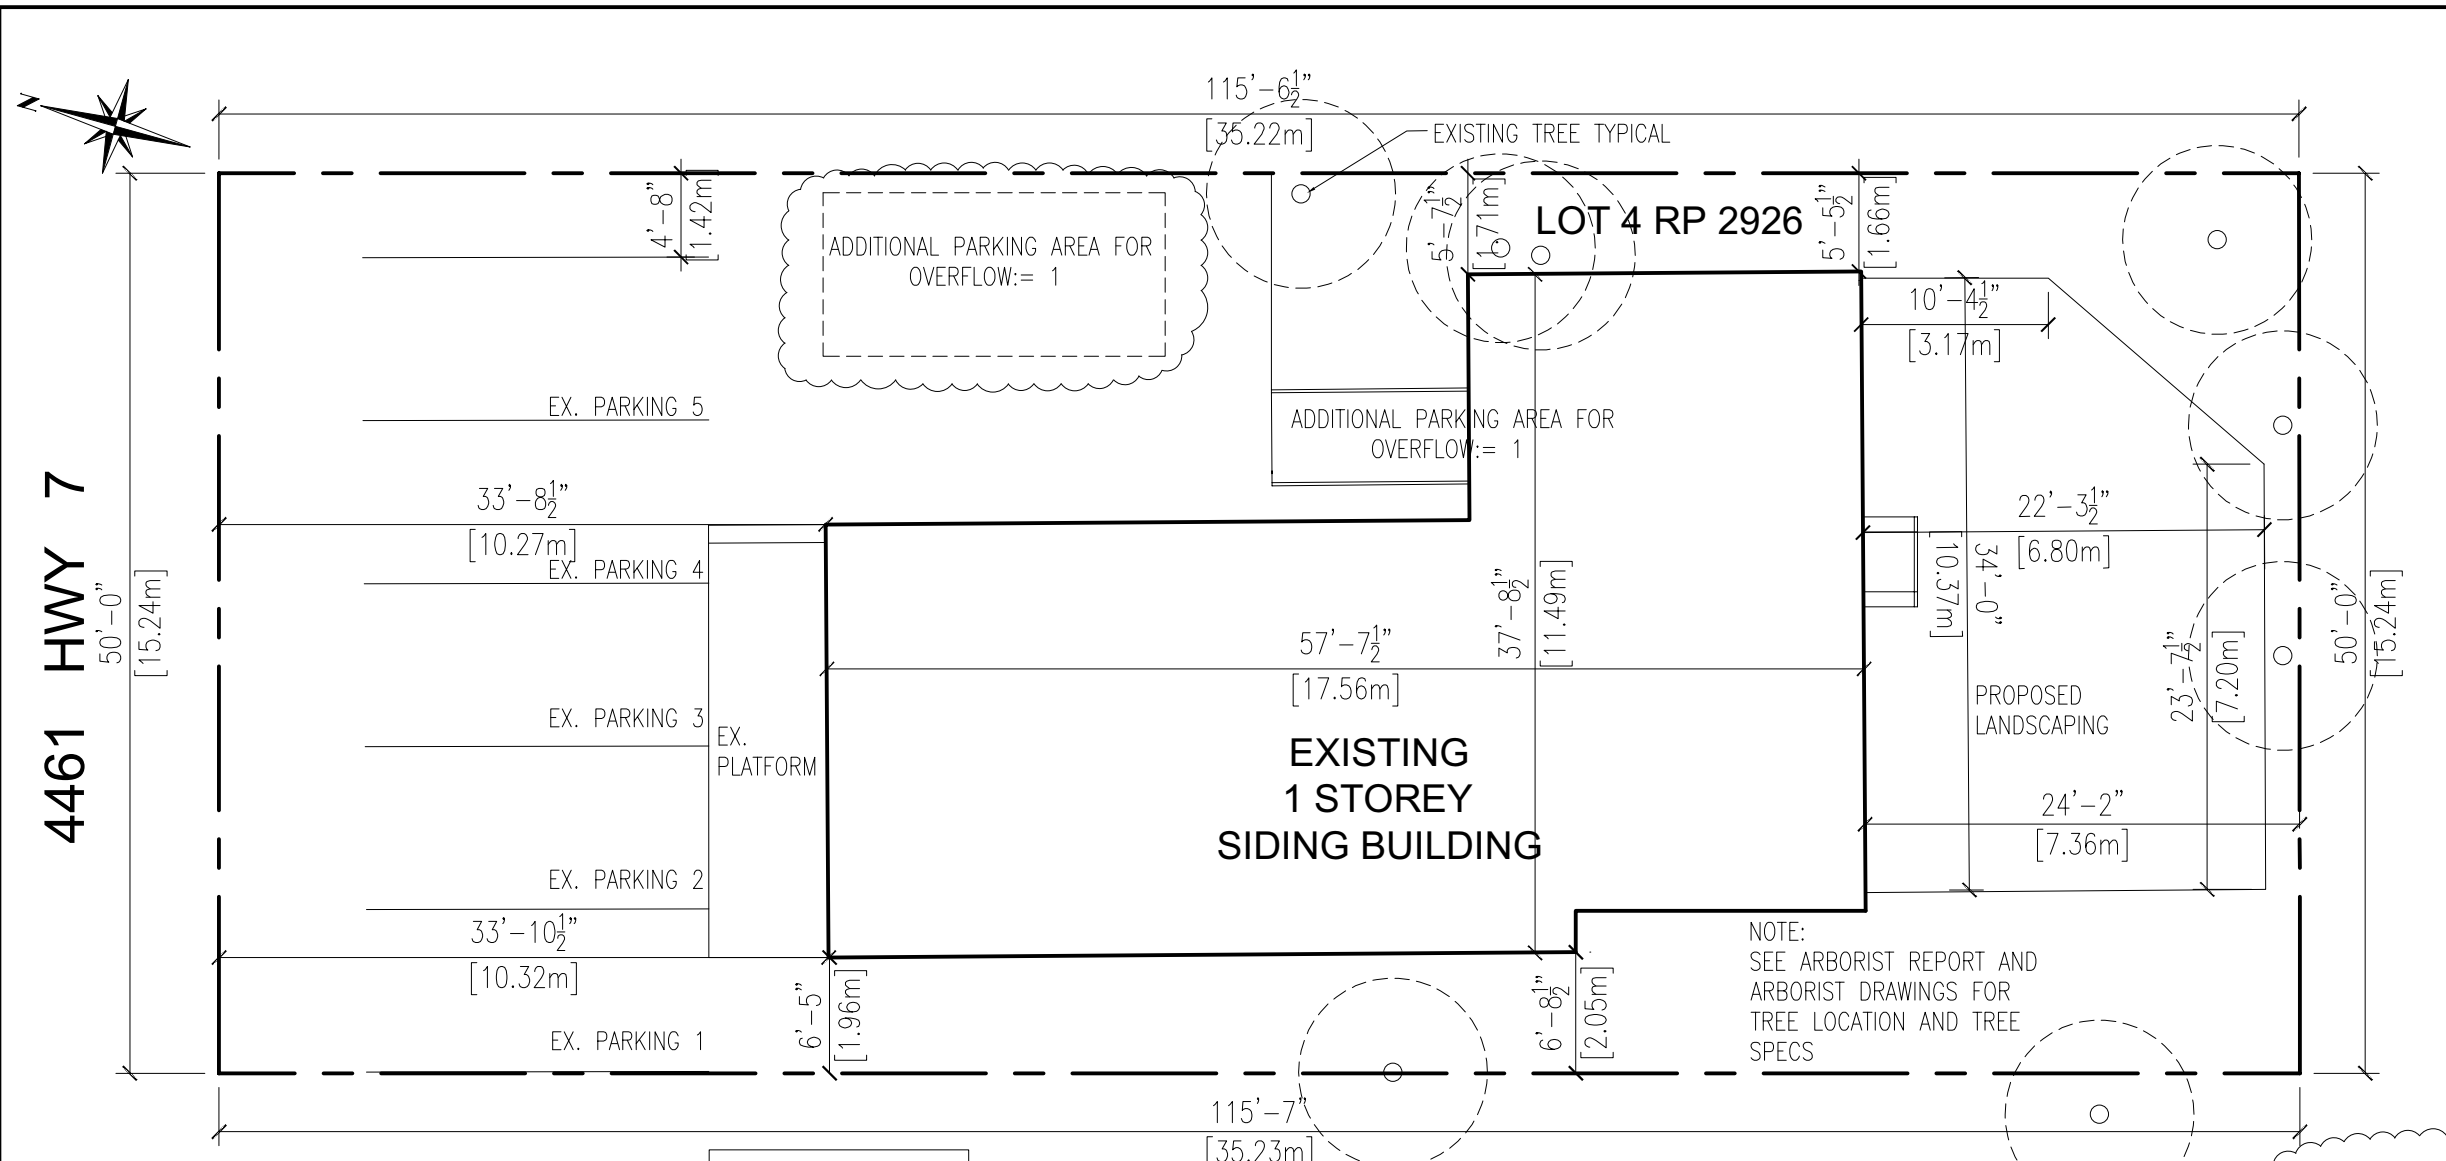 N
115'-6½"
[35.22m]
EXISTING TREE TYPICAL
4'-8"
[1.42m]
ADDITIONAL PARKING AREA FOR
OVERFLOW:= 1
5'-7½"
[1.71m]
LOT 4 RP 2926
5'-5½"
[1.66m]
10'-4½"
[3.17m]
EX. PARKING 5
ADDITIONAL PARKING AREA FOR
OVERFLOW:= 1
4461 HWY 7
50'-0"
[15.24m]
33'-8½"
[10.27m]
EX. PARKING 4
22'-3½"
[6.80m]
34'-0"
[10.37m]
37'-8½"
[11.49m]
57'-7½"
[17.56m]
50'-0"
[15.24m]
23'-7½"
[7.20m]
PROPOSED
LANDSCAPING
EX. PARKING 3
EX.
PLATFORM
EXISTING
1 STOREY
SIDING BUILDING
24'-2"
[7.36m]
EX. PARKING 2
33'-10½"
[10.32m]
NOTE:
SEE ARBORIST REPORT AND
ARBORIST DRAWINGS FOR
TREE LOCATION AND TREE
SPECS
6'-5"
[1.96m]
6'-8½"
[2.05m]
EX. PARKING 1
115'-7"
[35.23m]